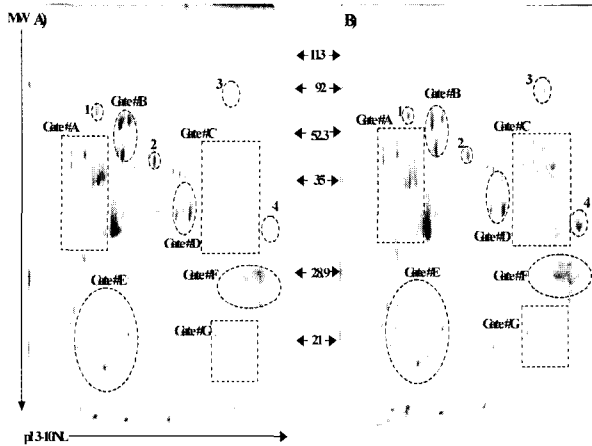 MW A) B)
113
3 3
92
Gate#B Gate#B
1 1
Gate#A Gate#C Gate#A Gate#C
52.3
2 2
35
4 4
Gate#D Gate#D
Gate#F Gate#F
Gate#E 28.9 Gate#E
Gate#G Gate#G
21
pI 3-10NL